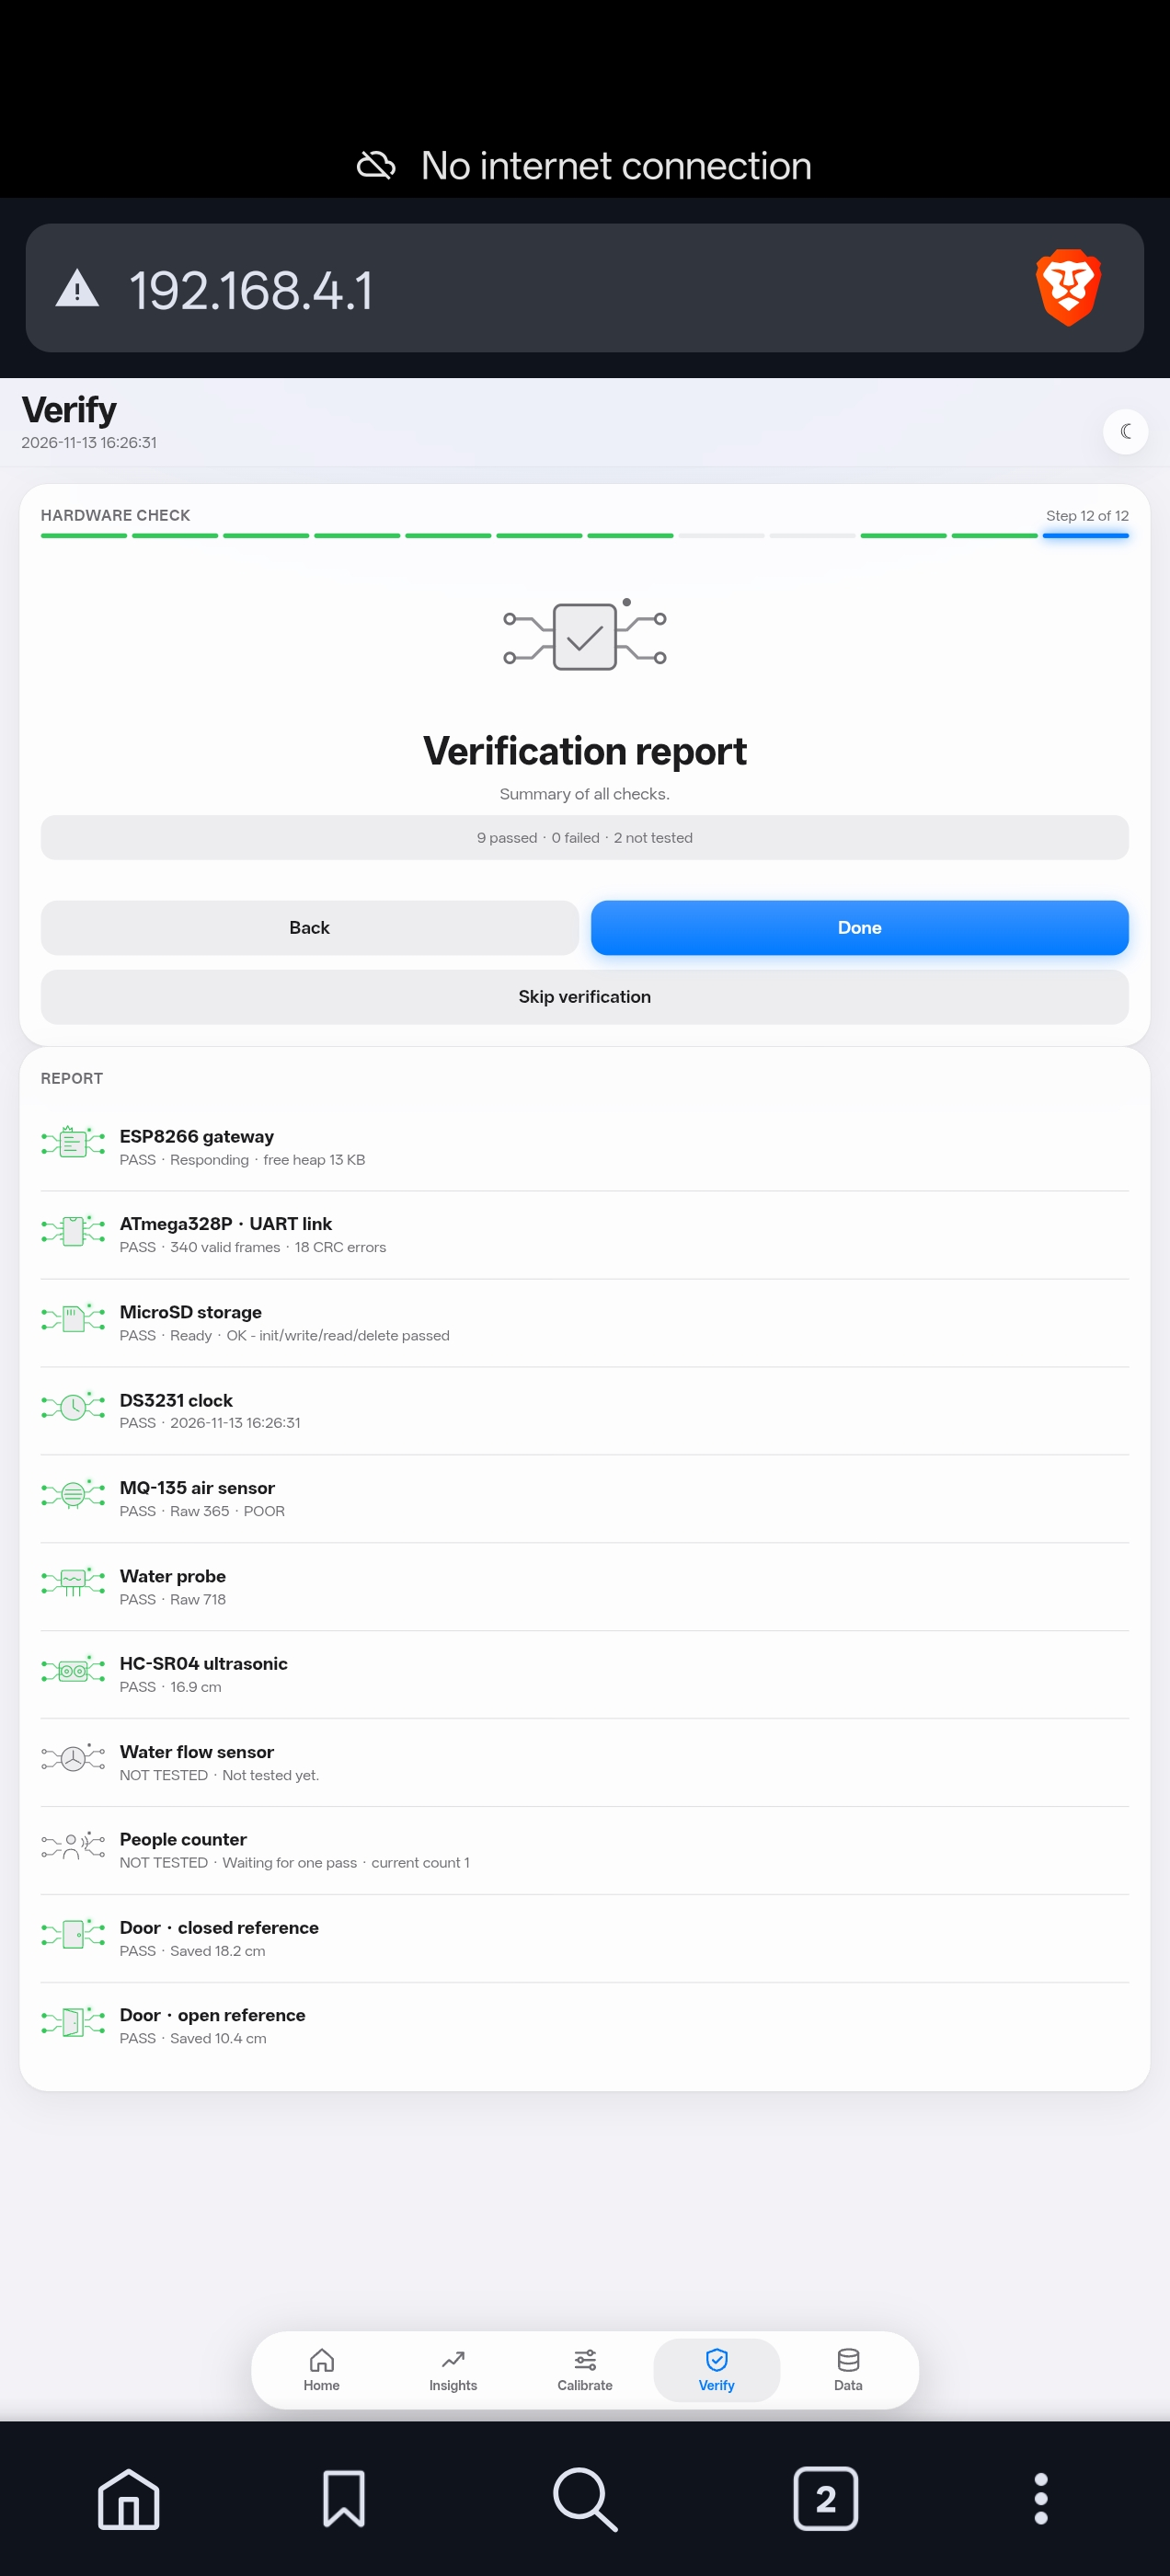 No internet connection
192.168.4.1
Verify
2026-11-13 16:26:31
HARDWARE CHECK
Step 12 of 12
Verification report
Summary of all checks.
9 passed · 0 failed · 2 not tested
Back
Done
Skip verification
REPORT
ESP8266 gateway
PASS · Responding · free heap 13 KB
ATmega328P · UART link
PASS · 340 valid frames · 18 CRC errors
MicroSD storage
PASS · Ready · OK - init/write/read/delete passed
DS3231 clock
PASS · 2026-11-13 16:26:31
MQ-135 air sensor
PASS · Raw 365 · POOR
Water probe
PASS · Raw 718
HC-SR04 ultrasonic
PASS · 16.9 cm
Water flow sensor
NOT TESTED · Not tested yet.
People counter
NOT TESTED · Waiting for one pass · current count 1
Door · closed reference
PASS · Saved 18.2 cm
Door · open reference
PASS · Saved 10.4 cm
Home
Insights
Calibrate
Verify
Data
2